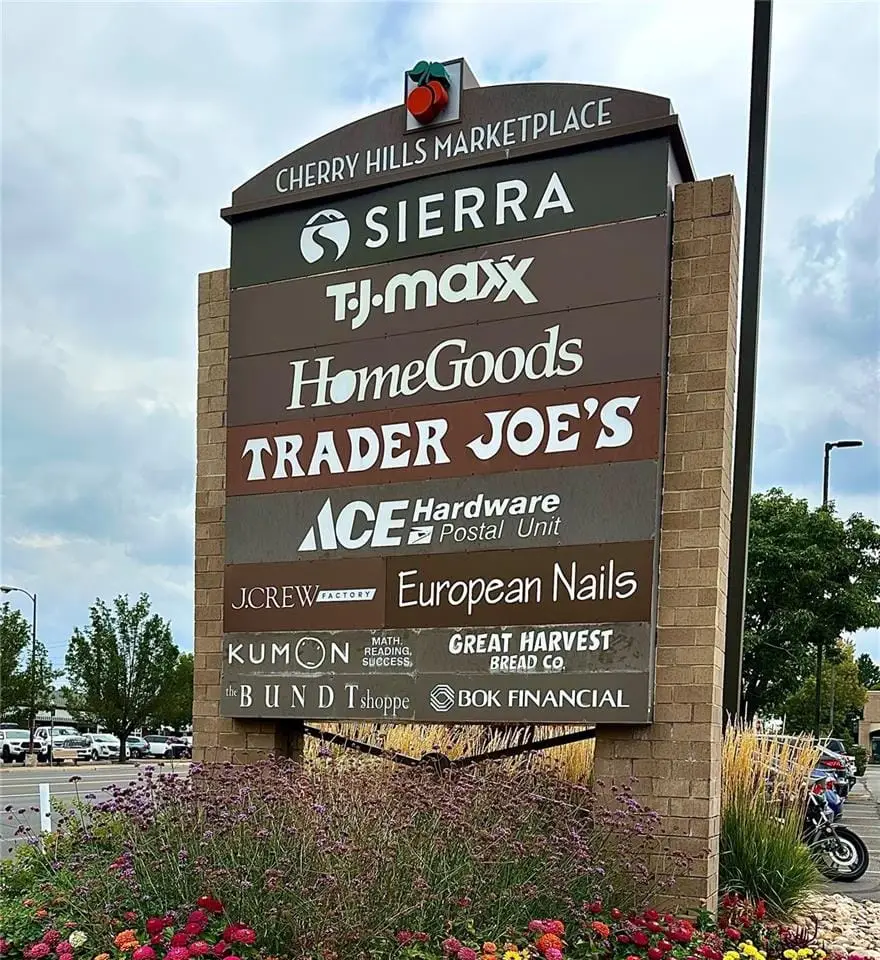 CHERRY HILLS MARKETPLACE
SIERRA
T·J·maxx
HomeGoods
TRADER JOE'S
ACE Hardware
Postal Unit
J.CREW FACTORY
European Nails
KUMON
MATH.
READING.
SUCCESS.
GREAT HARVEST
BREAD CO.
the BUNDT shoppe
BOK FINANCIAL